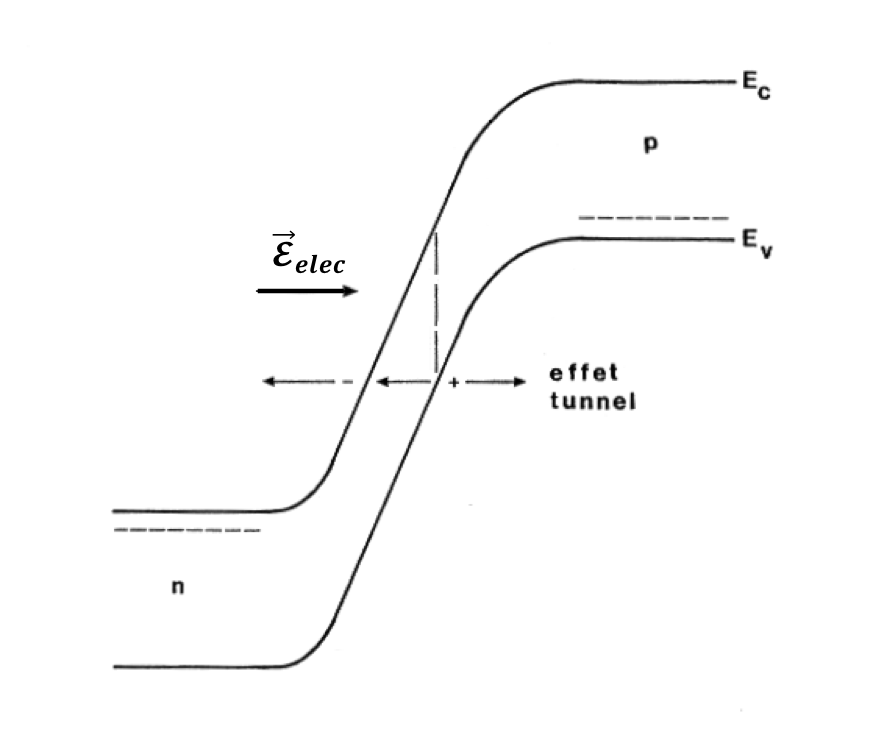 E_c
p
E_v
ℰ⃗_elec
- +
effet
tunnel
n